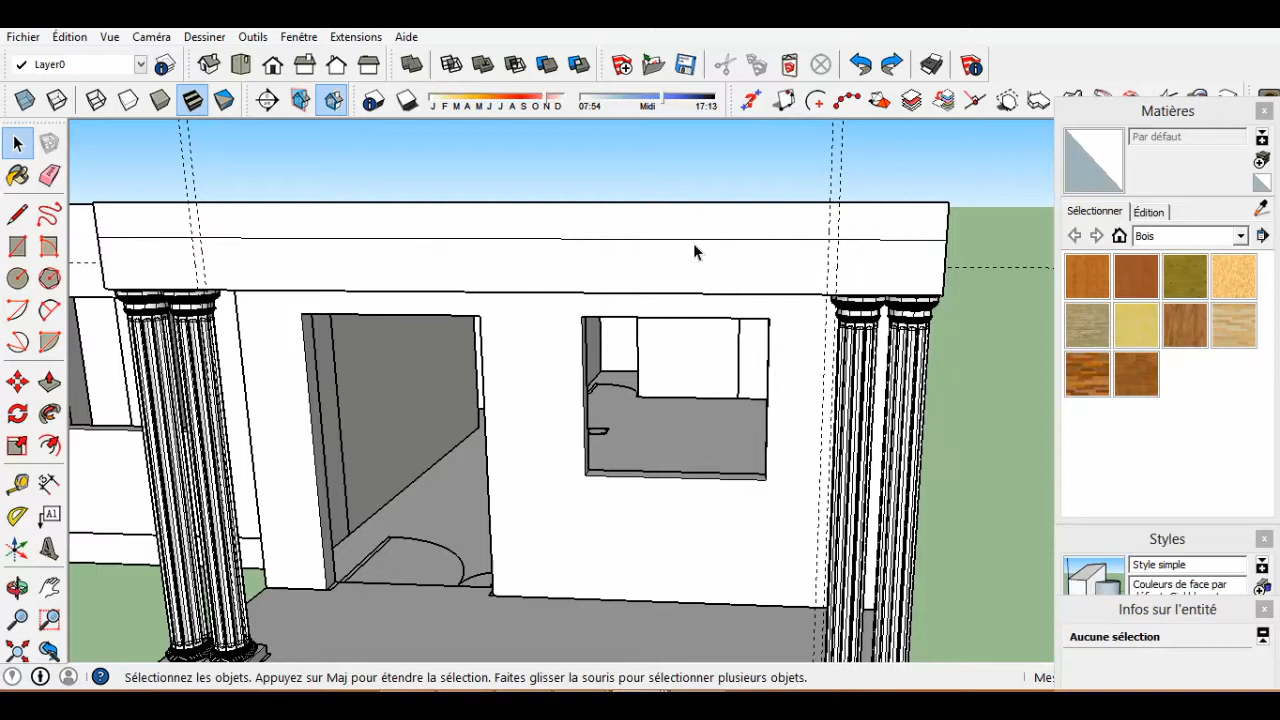 Fichier Édition Vue Caméra Dessiner Outils Fenêtre Extensions Aide
Layer0
J F M A M J J A S O N D 07:54 Midi 17:13
Matières
Par défaut
Sélectionner Édition
Bois
A1
Styles
Style simple
Couleurs de face par
Infos sur l'entité
Aucune sélection
Sélectionnez les objets. Appuyez sur Maj pour étendre la sélection. Faites glisser la souris pour sélectionner plusieurs objets. Mes